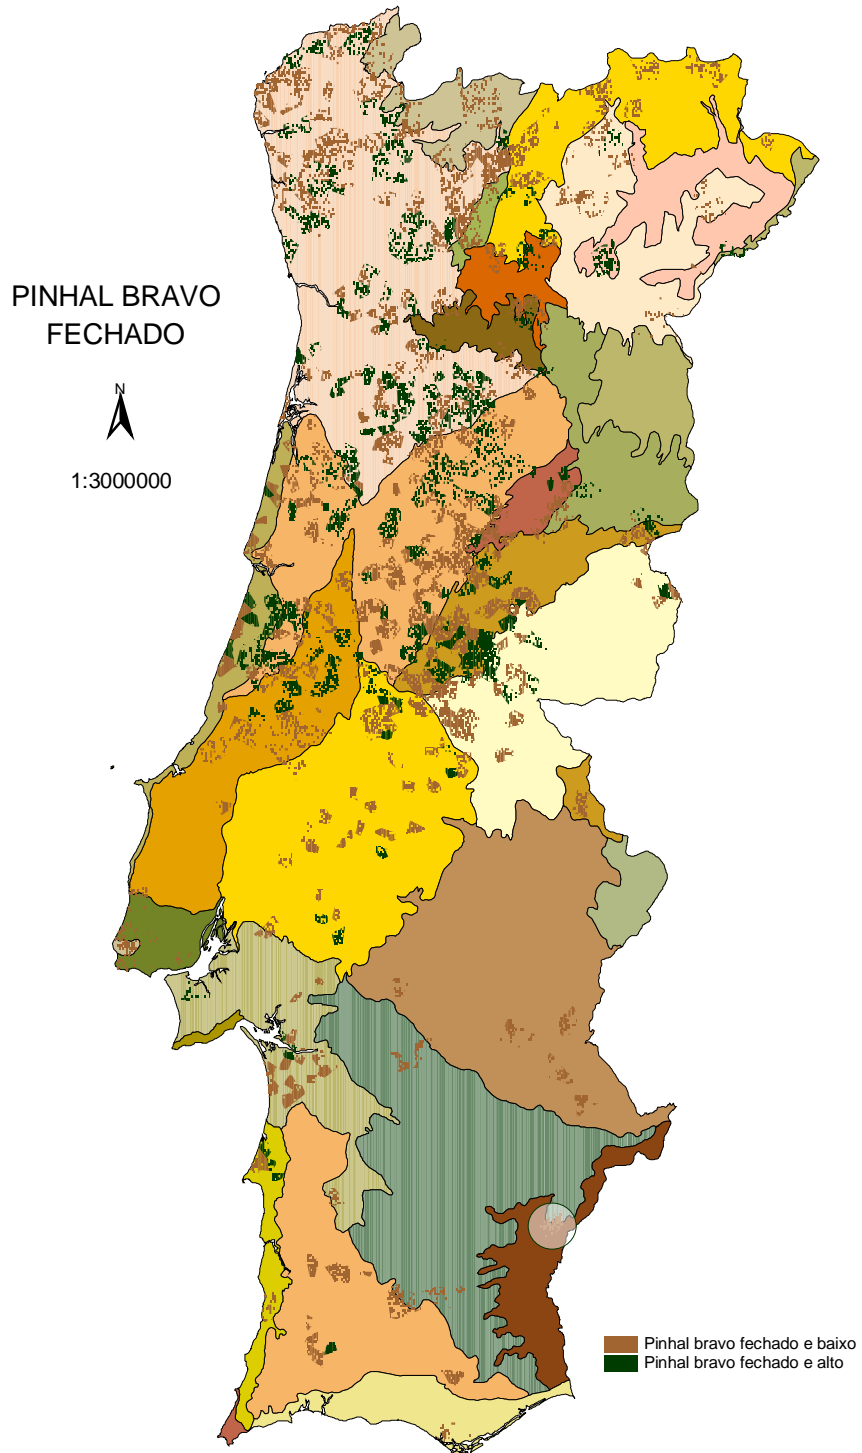 PINHAL BRAVO
FECHADO
N
1:3000000
Pinhal bravo fechado e baixo
Pinhal bravo fechado e alto